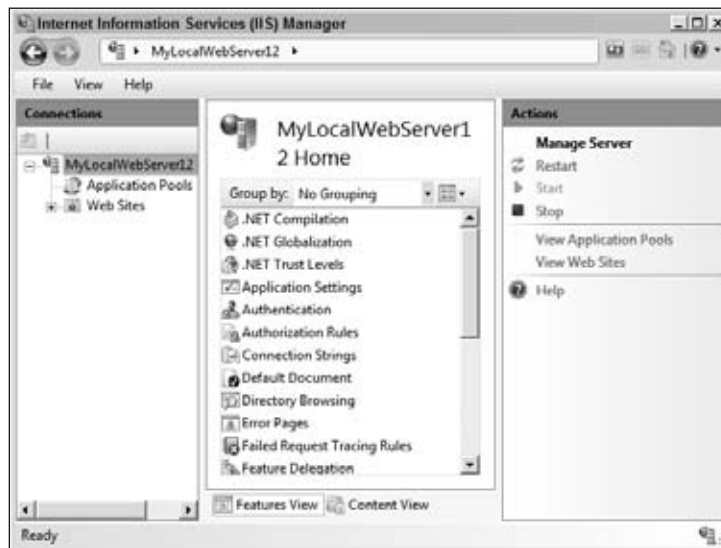 Internet Information Services (IIS) Manager
MyLocalWebServer12
File View Help
Connections
MyLocalWebServer12
Application Pools
Web Sites
MyLocalWebServer1
2 Home
Group by: No Grouping
.NET Compilation
.NET Globalization
.NET Trust Levels
Application Settings
Authentication
Authorization Rules
Connection Strings
Default Document
Directory Browsing
Error Pages
Failed Request Tracing Rules
Feature Delegation
Features View Content View
Actions
Manage Server
Restart
Start
Stop
View Application Pools
View Web Sites
Help
Ready